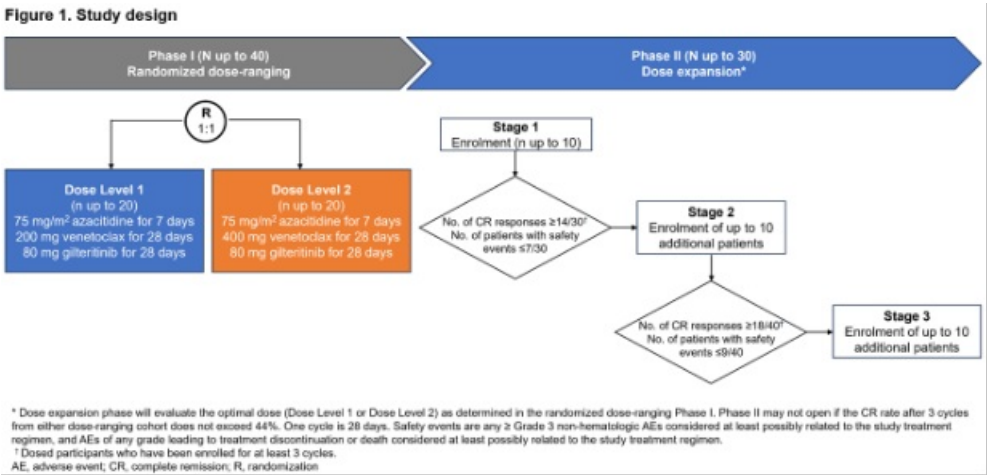 Figure 1. Study design
Phase I (N up to 40)
Randomized dose-ranging
Phase II (N up to 30)
Dose expansion*
R
1:1
Dose Level 1
(n up to 20)
75 mg/m² azacitidine for 7 days
200 mg venetoclax for 28 days
80 mg gilteritinib for 28 days
Dose Level 2
(n up to 20)
75 mg/m² azacitidine for 7 days
400 mg venetoclax for 28 days
80 mg gilteritinib for 28 days
Stage 1
Enrolment (n up to 10)
No. of CR responses ≥14/30†
No. of patients with safety
events ≤7/30
Stage 2
Enrolment of up to 10
additional patients
No. of CR responses ≥18/40†
No. of patients with safety
events ≤9/40
Stage 3
Enrolment of up to 10
additional patients
* Dose expansion phase will evaluate the optimal dose (Dose Level 1 or Dose Level 2) as determined in the randomized dose-ranging Phase I. Phase II may not open if the CR rate after 3 cycles
from either dose-ranging cohort does not exceed 44%. One cycle is 28 days. Safety events are any ≥ Grade 3 non-hematologic AEs considered at least possibly related to the study treatment
regimen, and AEs of any grade leading to treatment discontinuation or death considered at least possibly related to the study treatment regimen.
† Dosed participants who have been enrolled for at least 3 cycles.
AE, adverse event; CR, complete remission; R, randomization